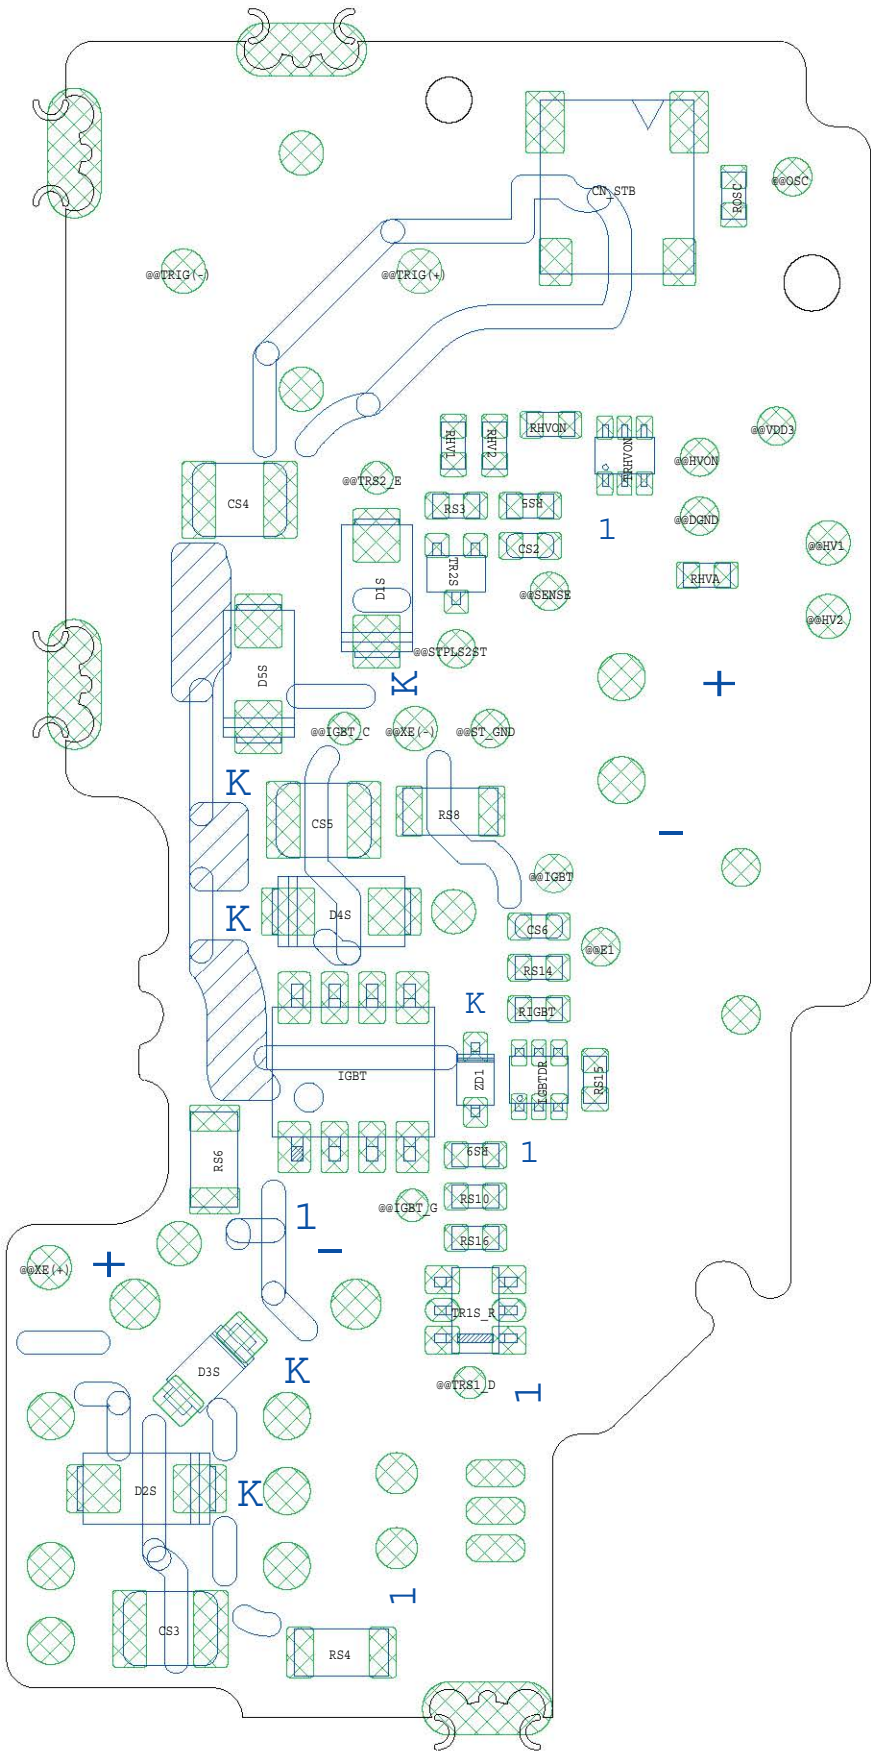 CN_STB
ROSC
@@OSC
@@TRIG(-)
@@TRIG(+)
RHV1
RHV2
RHVON
@@VDD3
@@HVON
@@TRS2_E
CS4
RS3
RS5
1
@@DGND
CS2
@@HV1
D1S
TR2S
RHVA
@@SENSE
@@HV2
@@STPLS2ST
D5S
K
+
@@IGBT_C
@@XE(-)
@@ST_GND
K
CS5
RS8
-
@@IGBT
K
D4S
CS6
@@E1
RS14
K
RIGBT
IGBT
ZD1
IGBTDR
RS15
RS6
RS9
1
RS10
@@IGBT_G
1
RS16
-
@@XE(+)
+
TR1S_R
D3S
K
@@TRS1_D
1
D2S
K
1
CS3
RS4